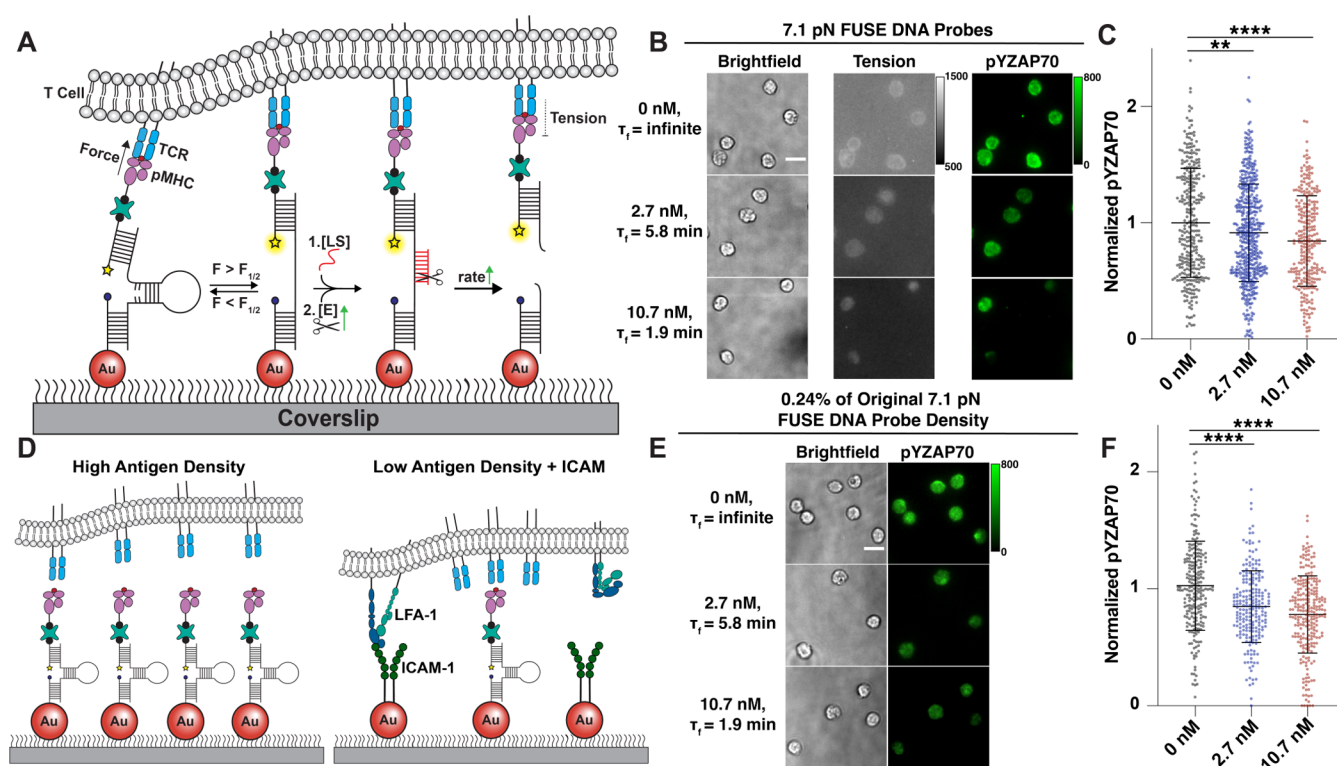 A
T Cell
Force
TCR
pMHC
Tension
F > F1/2
F < F1/2
1.[LS]
2. [E]
rate
Au
Au
Au
Au
Coverslip
B
7.1 pN FUSE DNA Probes
Brightfield
Tension
pYZAP70
1500
500
800
0
0 nM,
τf = infinite
2.7 nM,
τf = 5.8 min
10.7 nM,
τf = 1.9 min
C
****
**
Normalized pYZAP70
2
1
0
0 nM
2.7 nM
10.7 nM
D
High Antigen Density
Low Antigen Density + ICAM
LFA-1
ICAM-1
Au
Au
Au
Au
Au
Au
Au
E
0.24% of Original 7.1 pN
FUSE DNA Probe Density
Brightfield
pYZAP70
800
0
0 nM,
τf = infinite
2.7 nM,
τf = 5.8 min
10.7 nM,
τf = 1.9 min
F
****
****
Normalized pYZAP70
2
1
0
0 nM
2.7 nM
10.7 nM